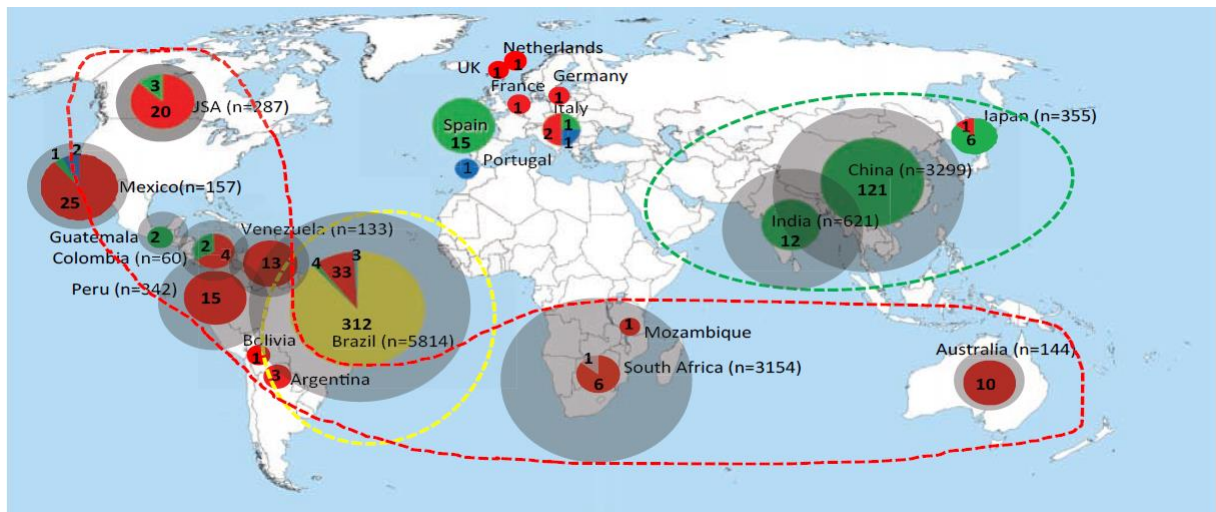 Netherlands
1
UK
1
Germany
1
France
1
Italy
1
2
1
Spain
15
Portugal
1
3
USA (n=287)
20
1
2
Mexico(n=157)
25
Japan (n=355)
1
6
China (n=3299)
121
India (n=621)
12
Guatemala
2
Colombia (n=60)
2
4
Venezuela (n=133)
13
Peru (n=342)
15
4
3
33
312
Brazil (n=5814)
Bolivia
1
3
Argentina
1
Mozambique
1
South Africa (n=3154)
6
Australia (n=144)
10